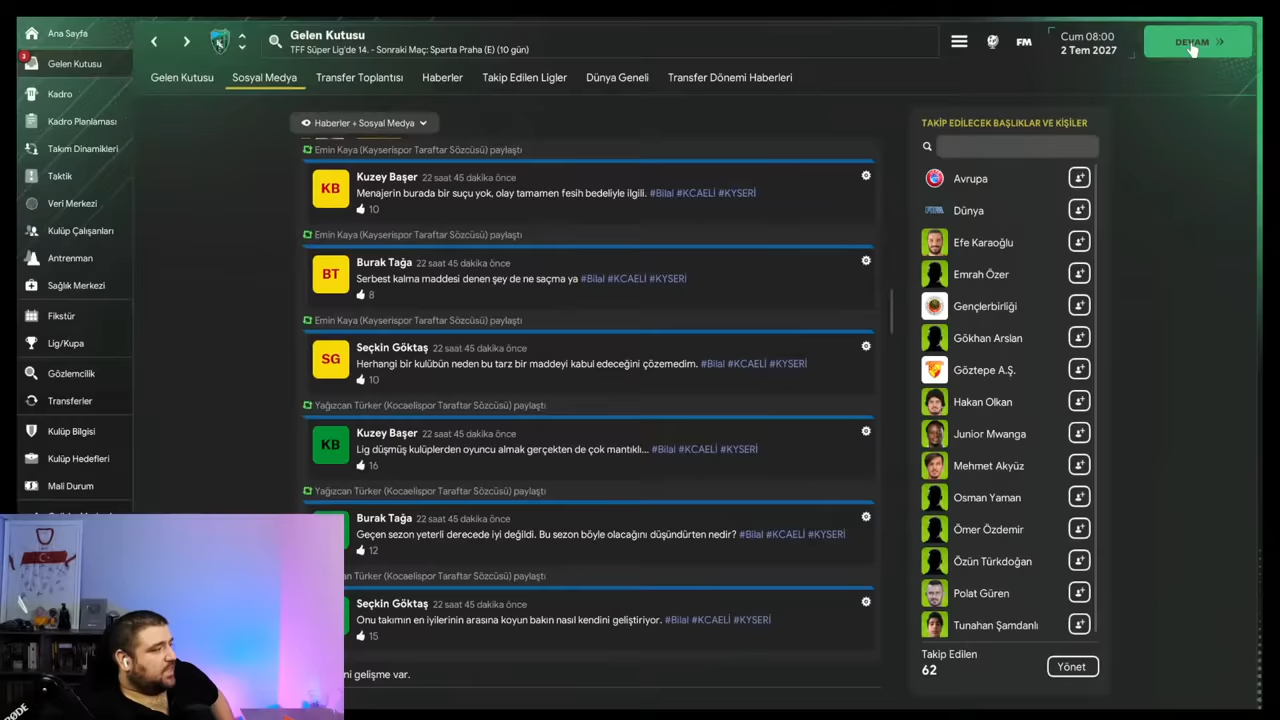 Ana Sayfa
3
Gelen Kutusu
Kadro
Kadro Planlaması
Takım Dinamikleri
Taktik
Veri Merkezi
Kulüp Çalışanları
Antrenman
Sağlık Merkezi
Fikstür
Lig/Kupa
Gözlemcilik
Transferler
Kulüp Bilgisi
Kulüp Hedefleri
Mali Durum
Gelen Kutusu
TFF Süper Lig'de 14. - Sonraki Maç: Sparta Praha (E) (10 gün)
FM
Cum 08:00
2 Tem 2027
DEVAM
Gelen Kutusu
Sosyal Medya
Transfer Toplantısı
Haberler
Takip Edilen Ligler
Dünya Geneli
Transfer Dönemi Haberleri
Haberler + Sosyal Medya
Emin Kaya (Kayserispor Taraftar Sözcüsü) paylaştı
KB
Kuzey Başer 22 saat 45 dakika önce
Menajerin burada bir suçu yok, olay tamamen fesih bedeliyle ilgili. #Bilal #KCAELİ #KYSERİ
10
Emin Kaya (Kayserispor Taraftar Sözcüsü) paylaştı
BT
Burak Tağa 22 saat 45 dakika önce
Serbest kalma maddesi denen şey de ne saçma ya #Bilal #KCAELİ #KYSERİ
8
Emin Kaya (Kayserispor Taraftar Sözcüsü) paylaştı
SG
Seçkin Göktaş 22 saat 45 dakika önce
Herhangi bir kulübün neden bu tarz bir maddeyi kabul edeceğini çözemedim. #Bilal #KCAELİ #KYSERİ
10
Yağızcan Türker (Kocaelispor Taraftar Sözcüsü) paylaştı
KB
Kuzey Başer 22 saat 45 dakika önce
Lig düşmüş kulüplerden oyuncu almak gerçekten de çok mantıklı... #Bilal #KCAELİ #KYSERİ
16
Yağızcan Türker (Kocaelispor Taraftar Sözcüsü) paylaştı
Burak Tağa 22 saat 45 dakika önce
Geçen sezon yeterli derecede iyi değildi. Bu sezon böyle olacağını düşündürten nedir? #Bilal #KCAELİ #KYSERİ
12
Türker (Kocaelispor Taraftar Sözcüsü) paylaştı
Seçkin Göktaş 22 saat 45 dakika önce
Onu takımın en iyilerinin arasına koyun bakın nasıl kendini geliştiriyor. #Bilal #KCAELİ #KYSERİ
15
ni gelişme var.
TAKİP EDİLECEK BAŞLIKLAR VE KİŞİLER
Avrupa
FIFA
Dünya
Efe Karaoğlu
Emrah Özer
Gençlerbirliği
Gökhan Arslan
Göztepe A.Ş.
Hakan Olkan
Junior Mwanga
Mehmet Akyüz
Osman Yaman
Ömer Özdemir
Özün Türkdoğan
Polat Güren
Tunahan Şamdanlı
Takip Edilen
62
Yönet